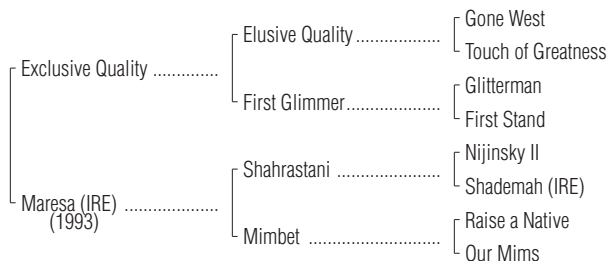 Gone West
Elusive Quality ..................
Touch of Greatness
Exclusive Quality ..............
Glitterman
First Glimmer ..................
First Stand
Nijinsky II
Shahrastani ......................
Shademah (IRE)
Maresa (IRE) ....................
(1993)
Raise a Native
Mimbet ............................
Our Mims